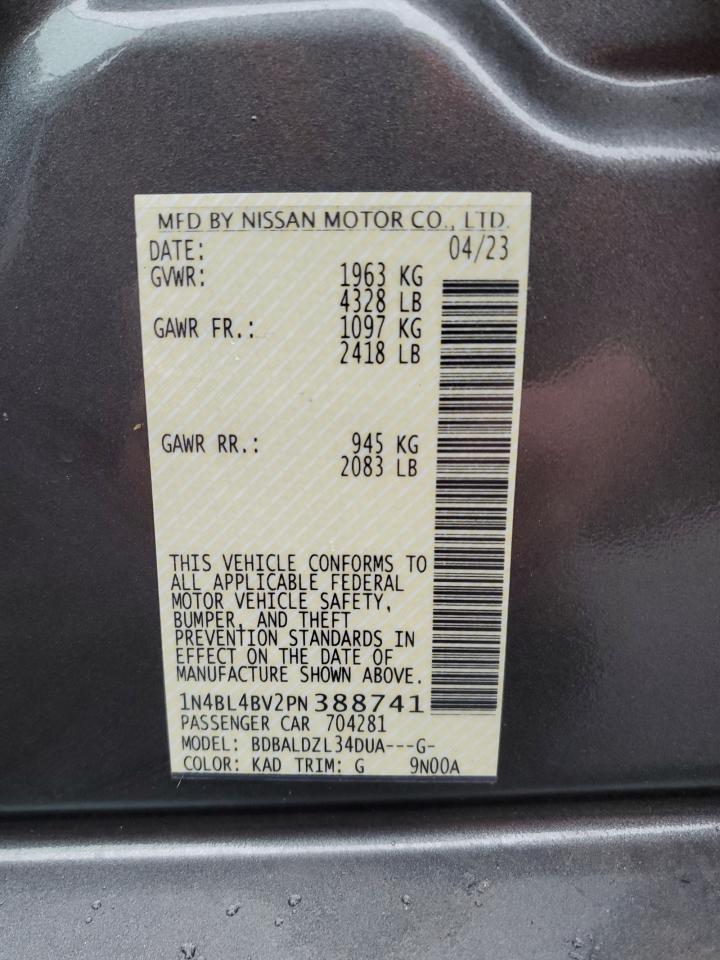 MFD BY NISSAN MOTOR CO., LTD.
DATE: 04/23
GVWR: 1963 KG
4328 LB
GAWR FR.: 1097 KG
2418 LB
GAWR RR.: 945 KG
2083 LB
THIS VEHICLE CONFORMS TO
ALL APPLICABLE FEDERAL
MOTOR VEHICLE SAFETY,
BUMPER, AND THEFT
PREVENTION STANDARDS IN
EFFECT ON THE DATE OF
MANUFACTURE SHOWN ABOVE.
1N4BL4BV2PN388741
PASSENGER CAR 704281
MODEL: BDBALDZL34DUA---G-
COLOR: KAD TRIM: G 9N00A